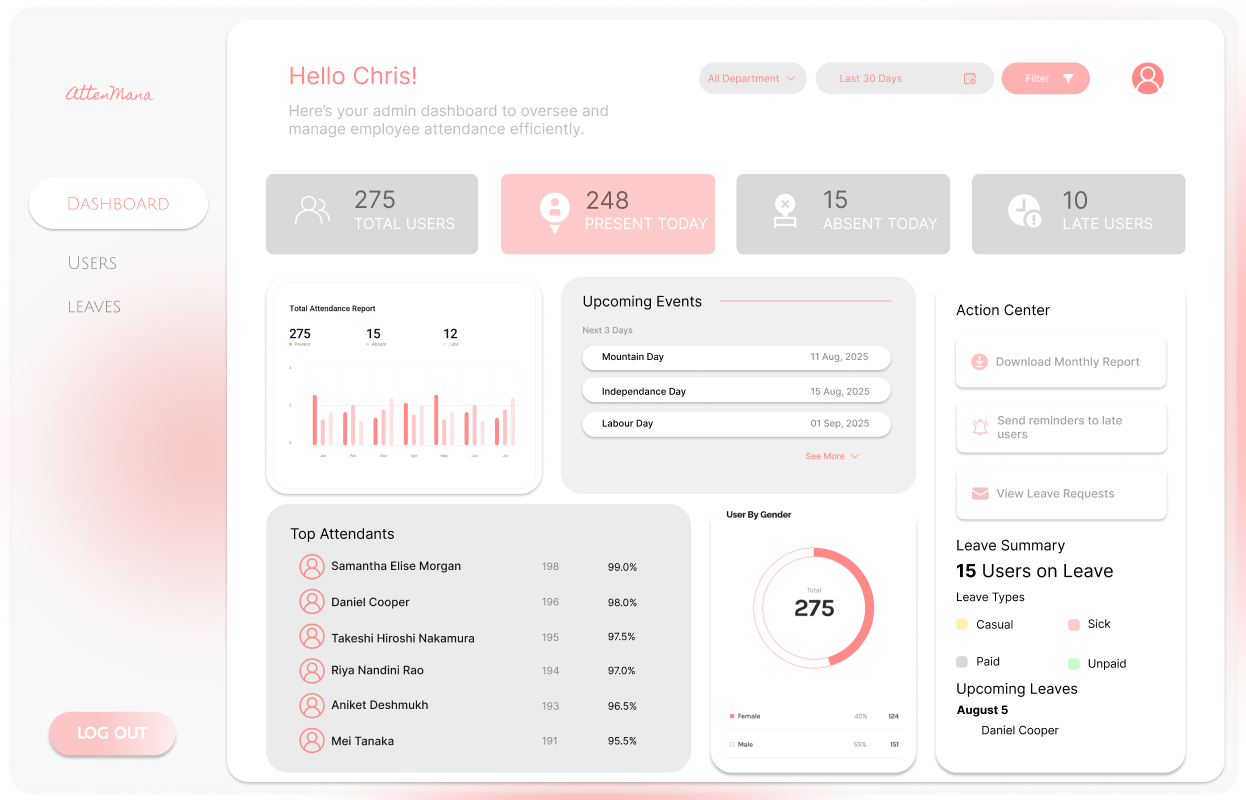 AttenMana
DASHBOARD
USERS
LEAVES
LOG OUT
Hello Chris!
Here's your admin dashboard to oversee and
manage employee attendance efficiently.
All Department
Last 30 Days
Filter
275
TOTAL USERS
248
PRESENT TODAY
15
ABSENT TODAY
10
LATE USERS
Total Attendance Report
275
Present
15
Absent
12
Late
Jan Feb Mar Apr May Jun Jul
Upcoming Events
Next 3 Days
Mountain Day 11 Aug, 2025
Independance Day 15 Aug, 2025
Labour Day 01 Sep, 2025
See More
Top Attendants
Samantha Elise Morgan 198 99.0%
Daniel Cooper 196 98.0%
Takeshi Hiroshi Nakamura 195 97.5%
Riya Nandini Rao 194 97.0%
Aniket Deshmukh 193 96.5%
Mei Tanaka 191 95.5%
User By Gender
Total
275
Female 45% 124
Male 55% 151
Action Center
Download Monthly Report
Send reminders to late
users
View Leave Requests
Leave Summary
15 Users on Leave
Leave Types
Casual
Sick
Paid
Unpaid
Upcoming Leaves
August 5
Daniel Cooper